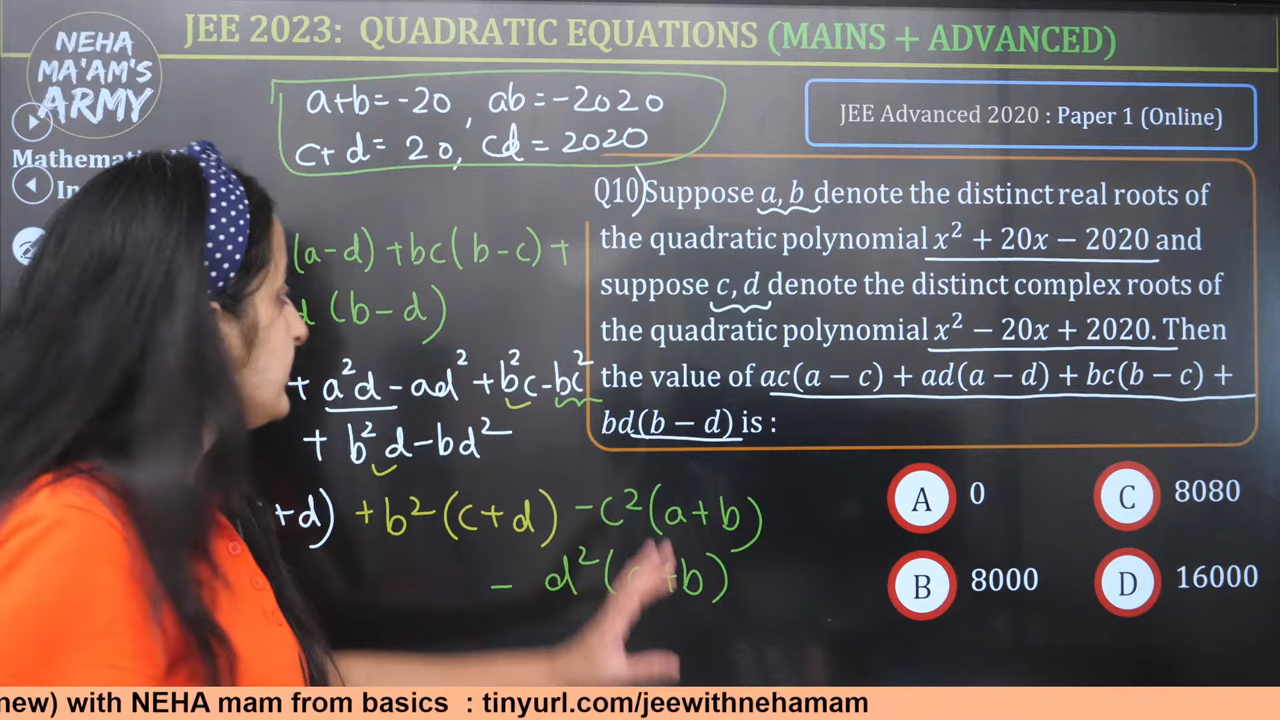 JEE 2023: QUADRATIC EQUATIONS (MAINS + ADVANCED)
NEHA
MA'AM'S
ARMY
a+b=-20, ab=-2020
c+d=20, cd=2020
JEE Advanced 2020 : Paper 1 (Online)
Q10) Suppose a, b denote the distinct real roots of
the quadratic polynomial x² + 20x − 2020 and
suppose c, d denote the distinct complex roots of
the quadratic polynomial x² − 20x + 2020. Then
the value of ac(a − c) + ad(a − d) + bc(b − c) +
bd(b − d) is :
(a-d) + bc(b-c) +
(b-d)
+ a²d - ad² + b²c - bc²
+ b²d - bd²
+d) + b²(c+d) - c²(a+b)
- d²( +b)
A 0
C 8080
B 8000
D 16000
new) with NEHA mam from basics : tinyurl.com/jeewithnehamam